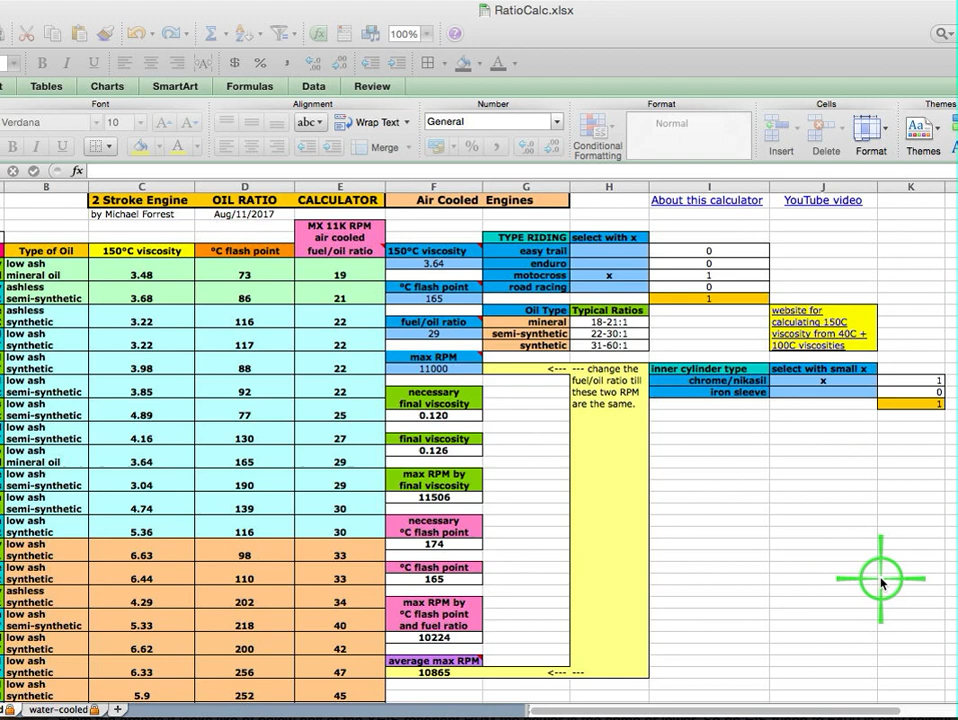 RatioCalc.xlsx
100%
B I U
t Tables Charts SmartArt Formulas Data Review
Font Alignment Number Format Cells Themes
Verdana 10 A A abc Wrap Text General Normal Aa
B I U A Merge % Conditional Formatting Insert Delete Format Themes
fx
B C D E F G H I J K
2 Stroke Engine OIL RATIO CALCULATOR Air Cooled Engines About this calculator YouTube video
by Michael Forrest Aug/11/2017
MX 11K RPM
air cooled
fuel/oil ratio
Type of Oil 150°C viscosity °C flash point
low ash
mineral oil 3.48 73 19
ashless
semi-synthetic 3.68 86 21
ashless
synthetic 3.22 116 22
low ash
synthetic 3.22 117 22
low ash
synthetic 3.98 88 22
low ash
synthetic 3.85 92 22
low ash
semi-synthetic 4.89 77 25
low ash
semi-synthetic 4.16 130 27
low ash
mineral oil 3.64 165 29
low ash
semi-synthetic 3.04 190 29
low ash
semi-synthetic 4.74 139 30
low ash
synthetic 5.36 116 30
low ash
synthetic 6.63 98 33
low ash
synthetic 6.44 110 33
ashless
synthetic 4.29 202 34
low ash
semi-synthetic 5.33 218 40
low ash
synthetic 6.62 200 42
low ash
synthetic 6.33 256 47
low ash
synthetic 5.9 252 45
150°C viscosity
3.64
°C flash point
165
fuel/oil ratio
29
max RPM
11000
necessary
final viscosity
0.120
final viscosity
0.126
max RPM by
final viscosity
11506
necessary
°C flash point
174
°C flash point
165
max RPM by
°C flash point
and fuel ratio
10224
average max RPM
10865
TYPE RIDING select with x
easy trail 0
enduro 0
motocross x 1
road racing 0
1
Oil Type Typical Ratios
mineral 18-21:1
semi-synthetic 22-30:1
synthetic 31-60:1
<--- --- change the
fuel/oil ratio till
these two RPM
are the same.
<--- ---
website for
calculating 150C
viscosity from 40C +
100C viscosities
inner cylinder type select with small x
chrome/nikasil x 1
iron sleeve 0
1
water-cooled